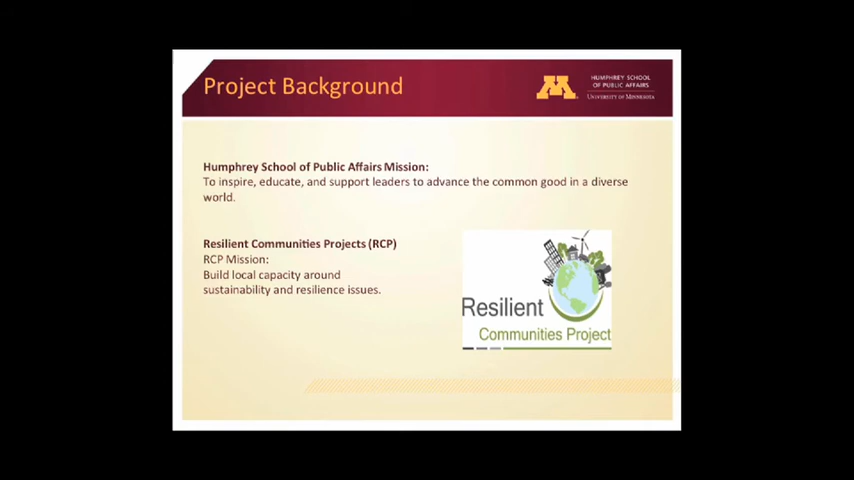 Project Background
HUMPHREY SCHOOL
OF PUBLIC AFFAIRS
UNIVERSITY OF MINNESOTA
Humphrey School of Public Affairs Mission:
To inspire, educate, and support leaders to advance the common good in a diverse
world.
Resilient Communities Projects (RCP)
RCP Mission:
Build local capacity around
sustainability and resilience issues.
Resilient
Communities Project